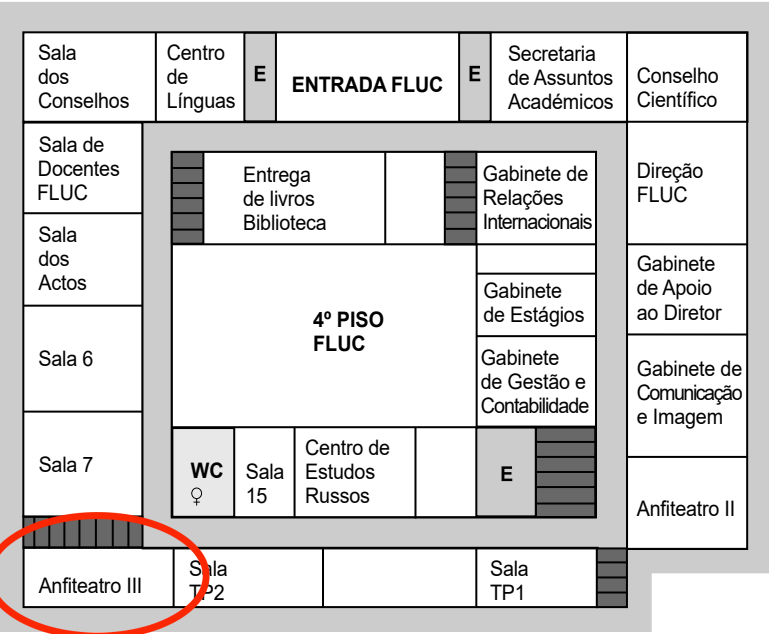 Sala
dos
Conselhos
Centro
de
Línguas
E
ENTRADA FLUC
E
Secretaria
de Assuntos
Académicos
Conselho
Científico
Sala de
Docentes
FLUC
Entrega
de livros
Biblioteca
Gabinete de
Relações
Internacionais
Direção
FLUC
Sala
dos
Actos
Gabinete
de Apoio
ao Diretor
4º PISO
FLUC
Gabinete
de Estágios
Sala 6
Gabinete
de Gestão e
Contabilidade
Gabinete de
Comunicação
e Imagem
Sala 7
WC
♀
Sala
15
Centro de
Estudos
Russos
E
Anfiteatro II
Anfiteatro III
Sala
TP2
Sala
TP1